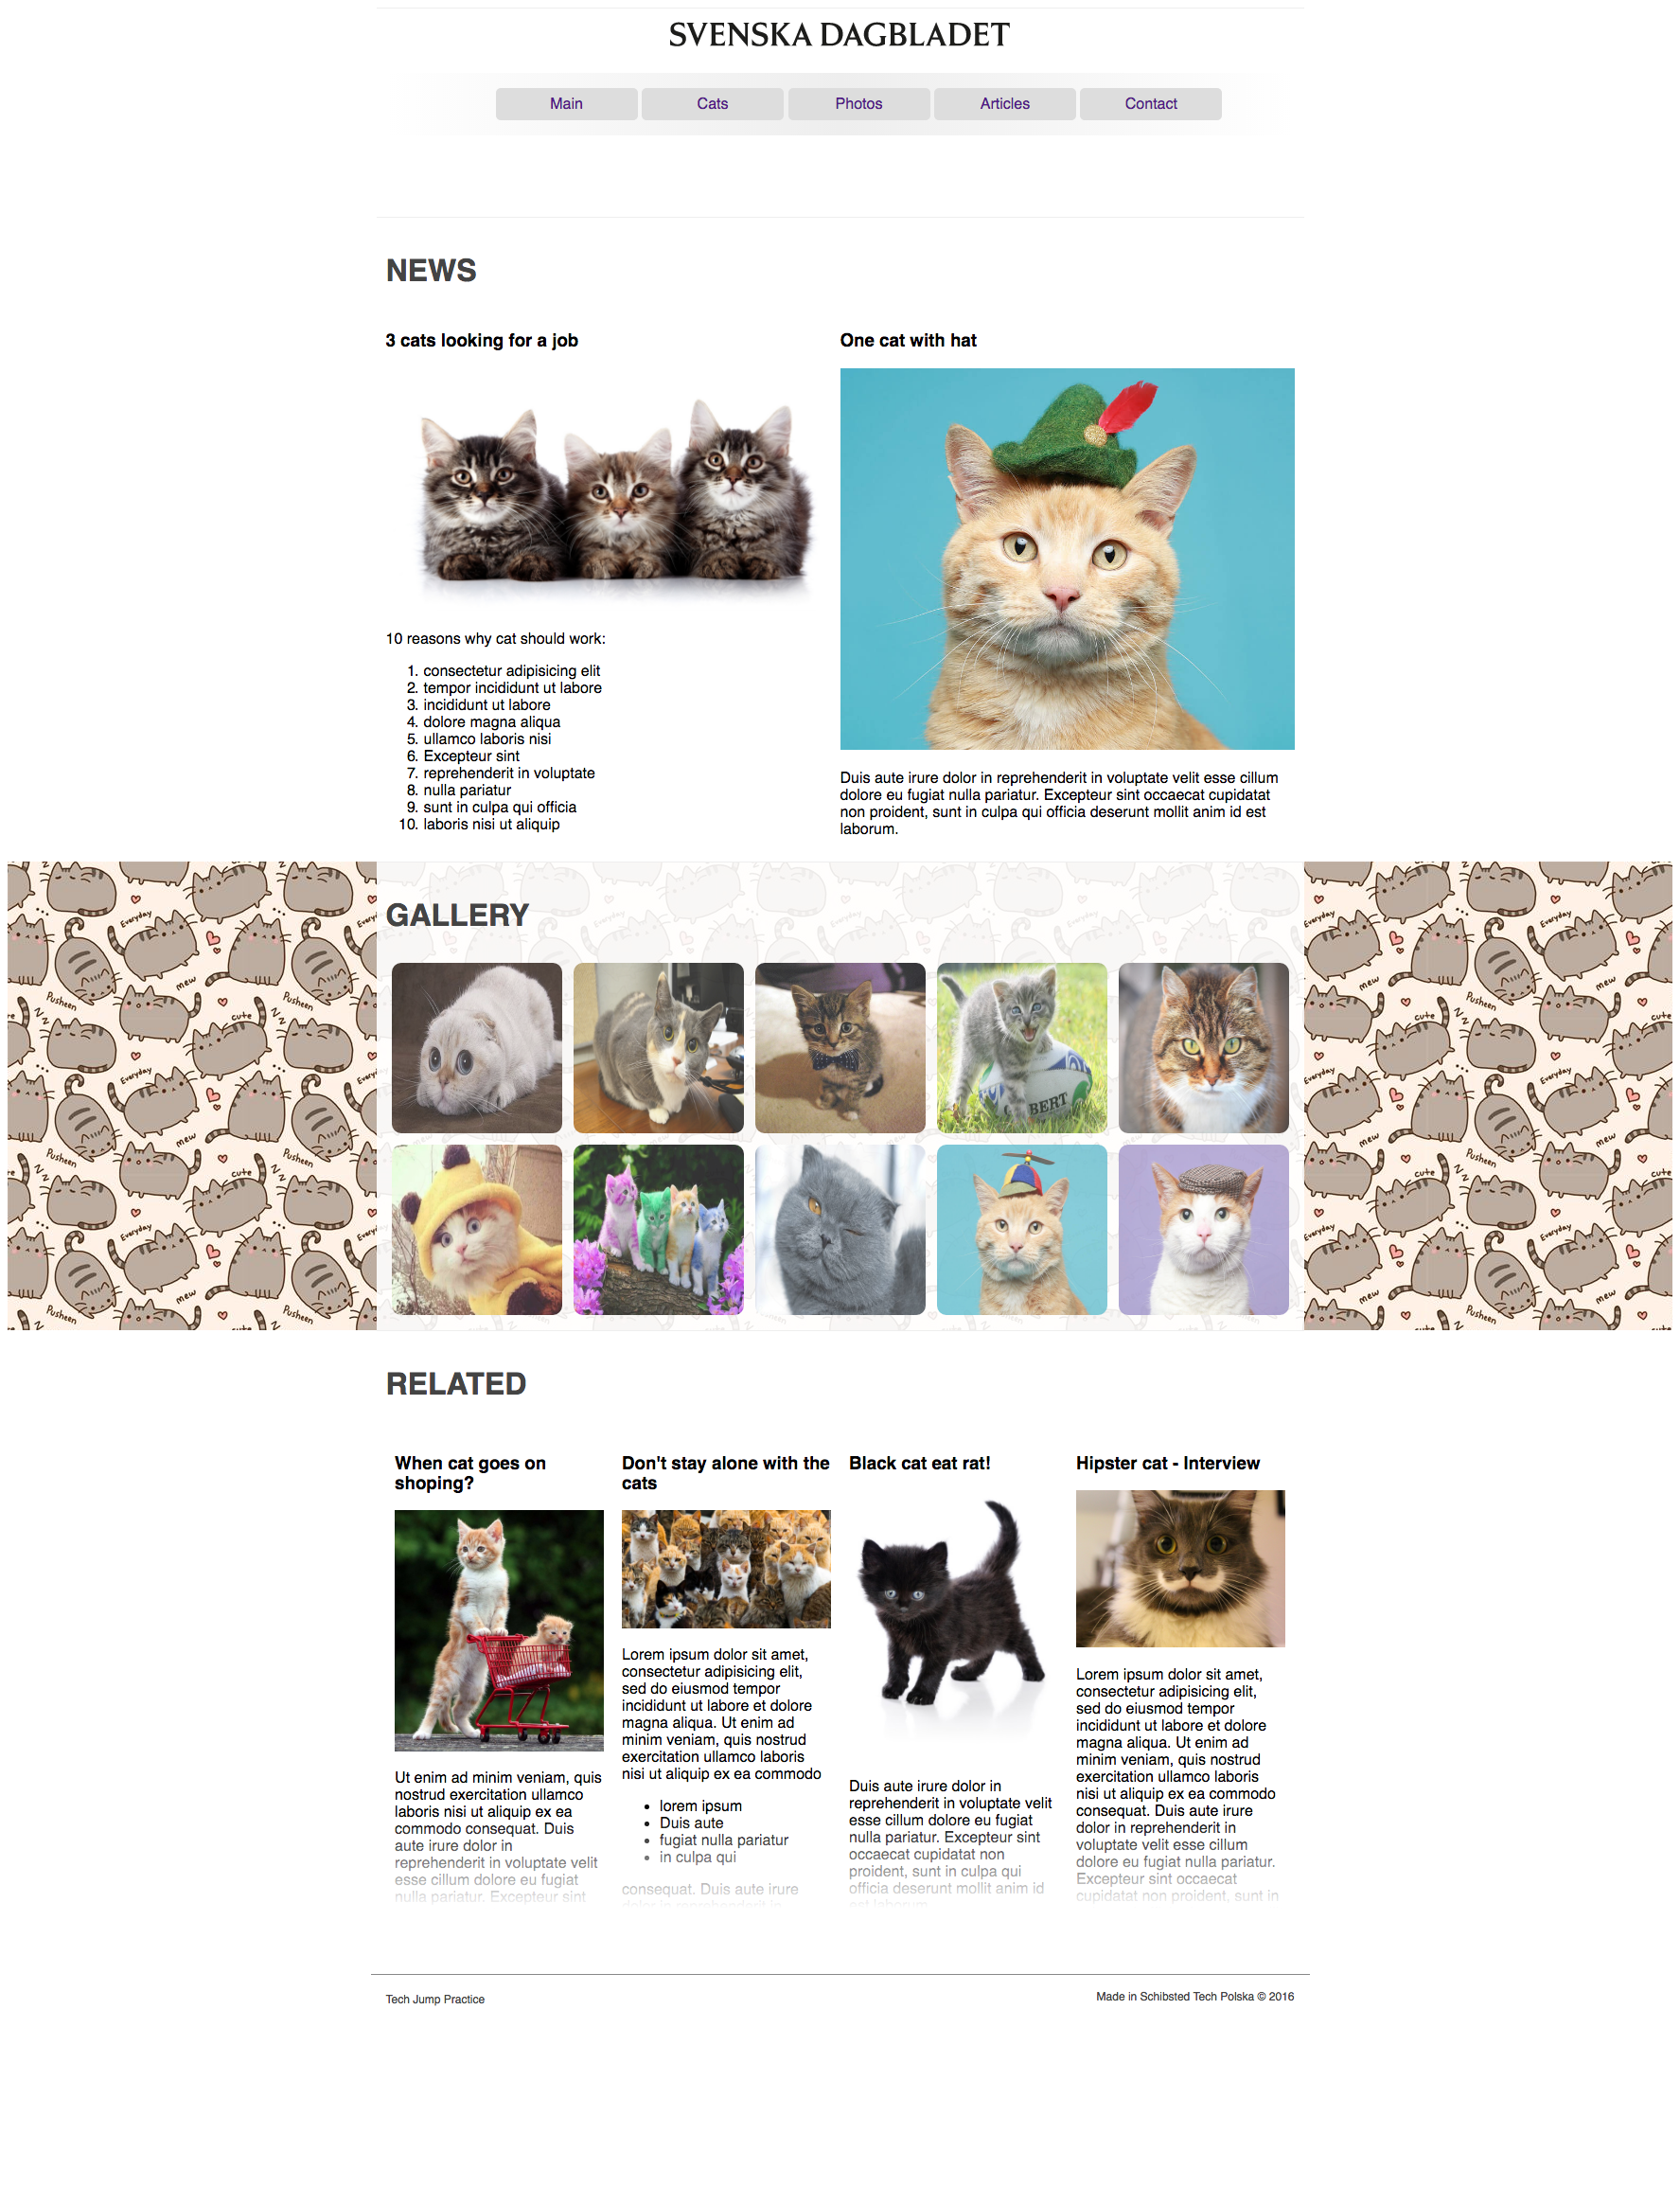 SVENSKA DAGBLADET
Main
Cats
Photos
Articles
Contact
NEWS
3 cats looking for a job
10 reasons why cat should work:
1. consectetur adipisicing elit
2. tempor incididunt ut labore
3. incididunt ut labore
4. dolore magna aliqua
5. ullamco laboris nisi
6. Excepteur sint
7. reprehenderit in voluptate
8. nulla pariatur
9. sunt in culpa qui officia
10. laboris nisi ut aliquip
One cat with hat
Duis aute irure dolor in reprehenderit in voluptate velit esse cillum
dolore eu fugiat nulla pariatur. Excepteur sint occaecat cupidatat
non proident, sunt in culpa qui officia deserunt mollit anim id est
laborum.
GALLERY
Everyday
Pusheen
mew
cute
BERT
RELATED
When cat goes on
shoping?
Ut enim ad minim veniam, quis
nostrud exercitation ullamco
laboris nisi ut aliquip ex ea
commodo consequat. Duis
aute irure dolor in
reprehenderit in voluptate velit
esse cillum dolore eu fugiat
nulla pariatur. Excepteur sint
Don't stay alone with the
cats
Lorem ipsum dolor sit amet,
consectetur adipisicing elit,
sed do eiusmod tempor
incididunt ut labore et dolore
magna aliqua. Ut enim ad
minim veniam, quis nostrud
exercitation ullamco laboris
nisi ut aliquip ex ea commodo
• lorem ipsum
• Duis aute
• fugiat nulla pariatur
• in culpa qui
consequat. Duis aute irure
dolor in reprehenderit in
Black cat eat rat!
Duis aute irure dolor in
reprehenderit in voluptate velit
esse cillum dolore eu fugiat
nulla pariatur. Excepteur sint
occaecat cupidatat non
proident, sunt in culpa qui
officia deserunt mollit anim id
est laborum.
Hipster cat - Interview
Lorem ipsum dolor sit amet,
consectetur adipisicing elit,
sed do eiusmod tempor
incididunt ut labore et dolore
magna aliqua. Ut enim ad
minim veniam, quis nostrud
exercitation ullamco laboris
nisi ut aliquip ex ea commodo
consequat. Duis aute irure
dolor in reprehenderit in
voluptate velit esse cillum
dolore eu fugiat nulla pariatur.
Excepteur sint occaecat
cupidatat non proident, sunt in
Tech Jump Practice
Made in Schibsted Tech Polska © 2016